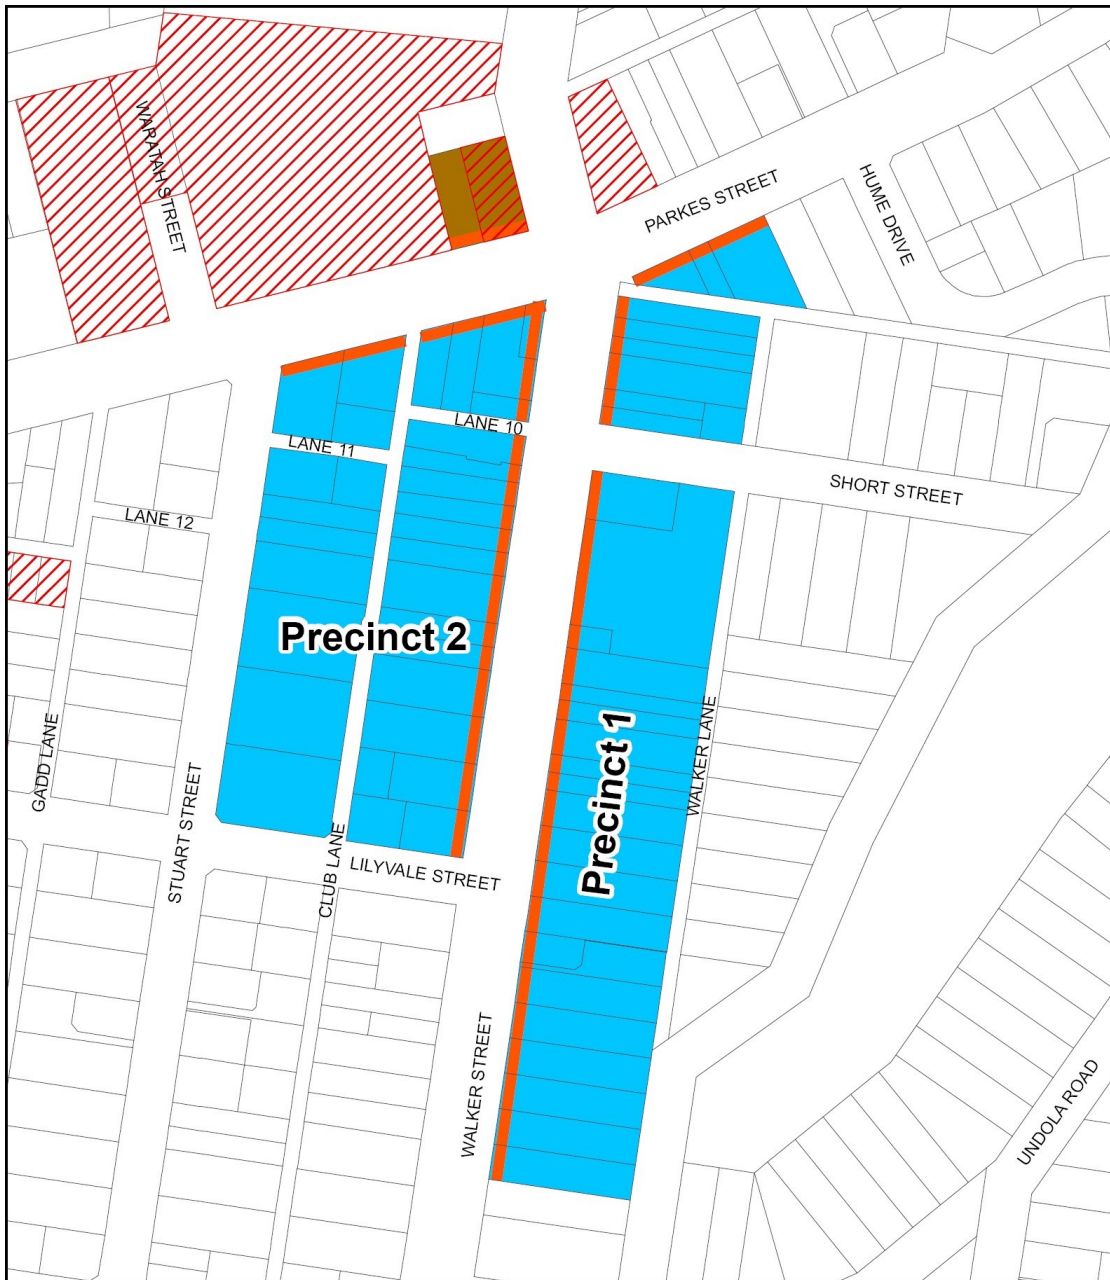 WARATAH STREET
PARKES STREET
HUME DRIVE
LANE 10
LANE 11
SHORT STREET
LANE 12
Precinct 2
Precinct 1
WALKER LANE
GADD LANE
STUART STREET
CLUB LANE
LILYVALE STREET
WALKER STREET
UNDOLA ROAD